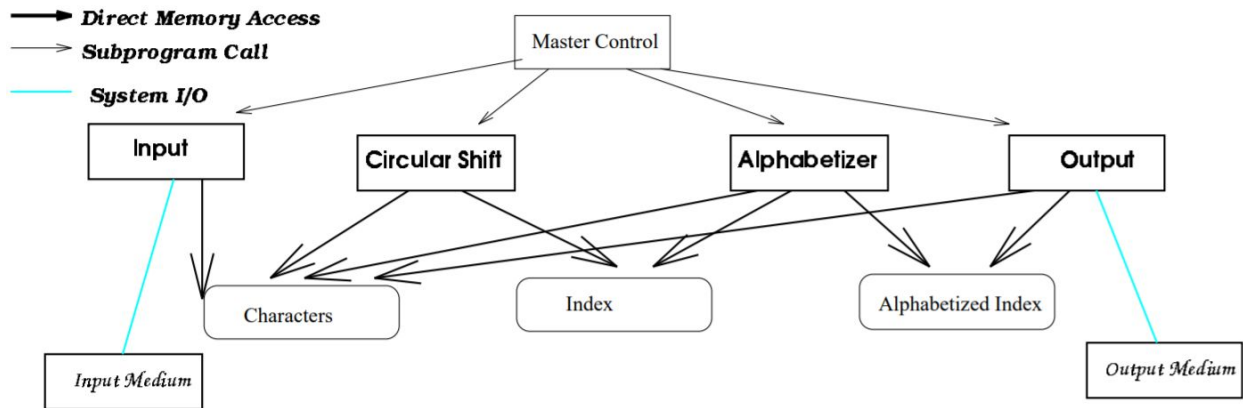 Direct Memory Access
Subprogram Call
System I/O
Master Control
Input
Circular Shift
Alphabetizer
Output
Characters
Index
Alphabetized Index
Input Medium
Output Medium